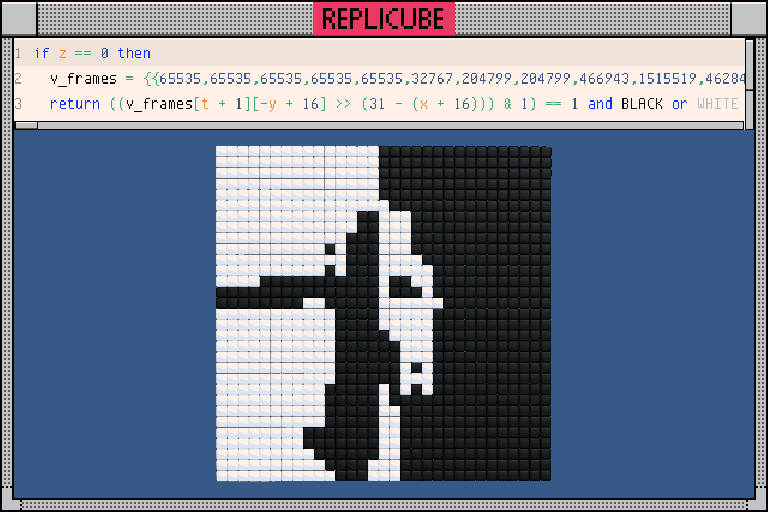 REPLICUBE
1 if z == 0 then
2 v_frames = {{65535,65535,65535,65535,65535,32767,204799,204799,466943,1515519,46284
3 return ((v_frames[t + 1][-y + 16] >> (31 - (x + 16))) & 1) == 1 and BLACK or WHITE